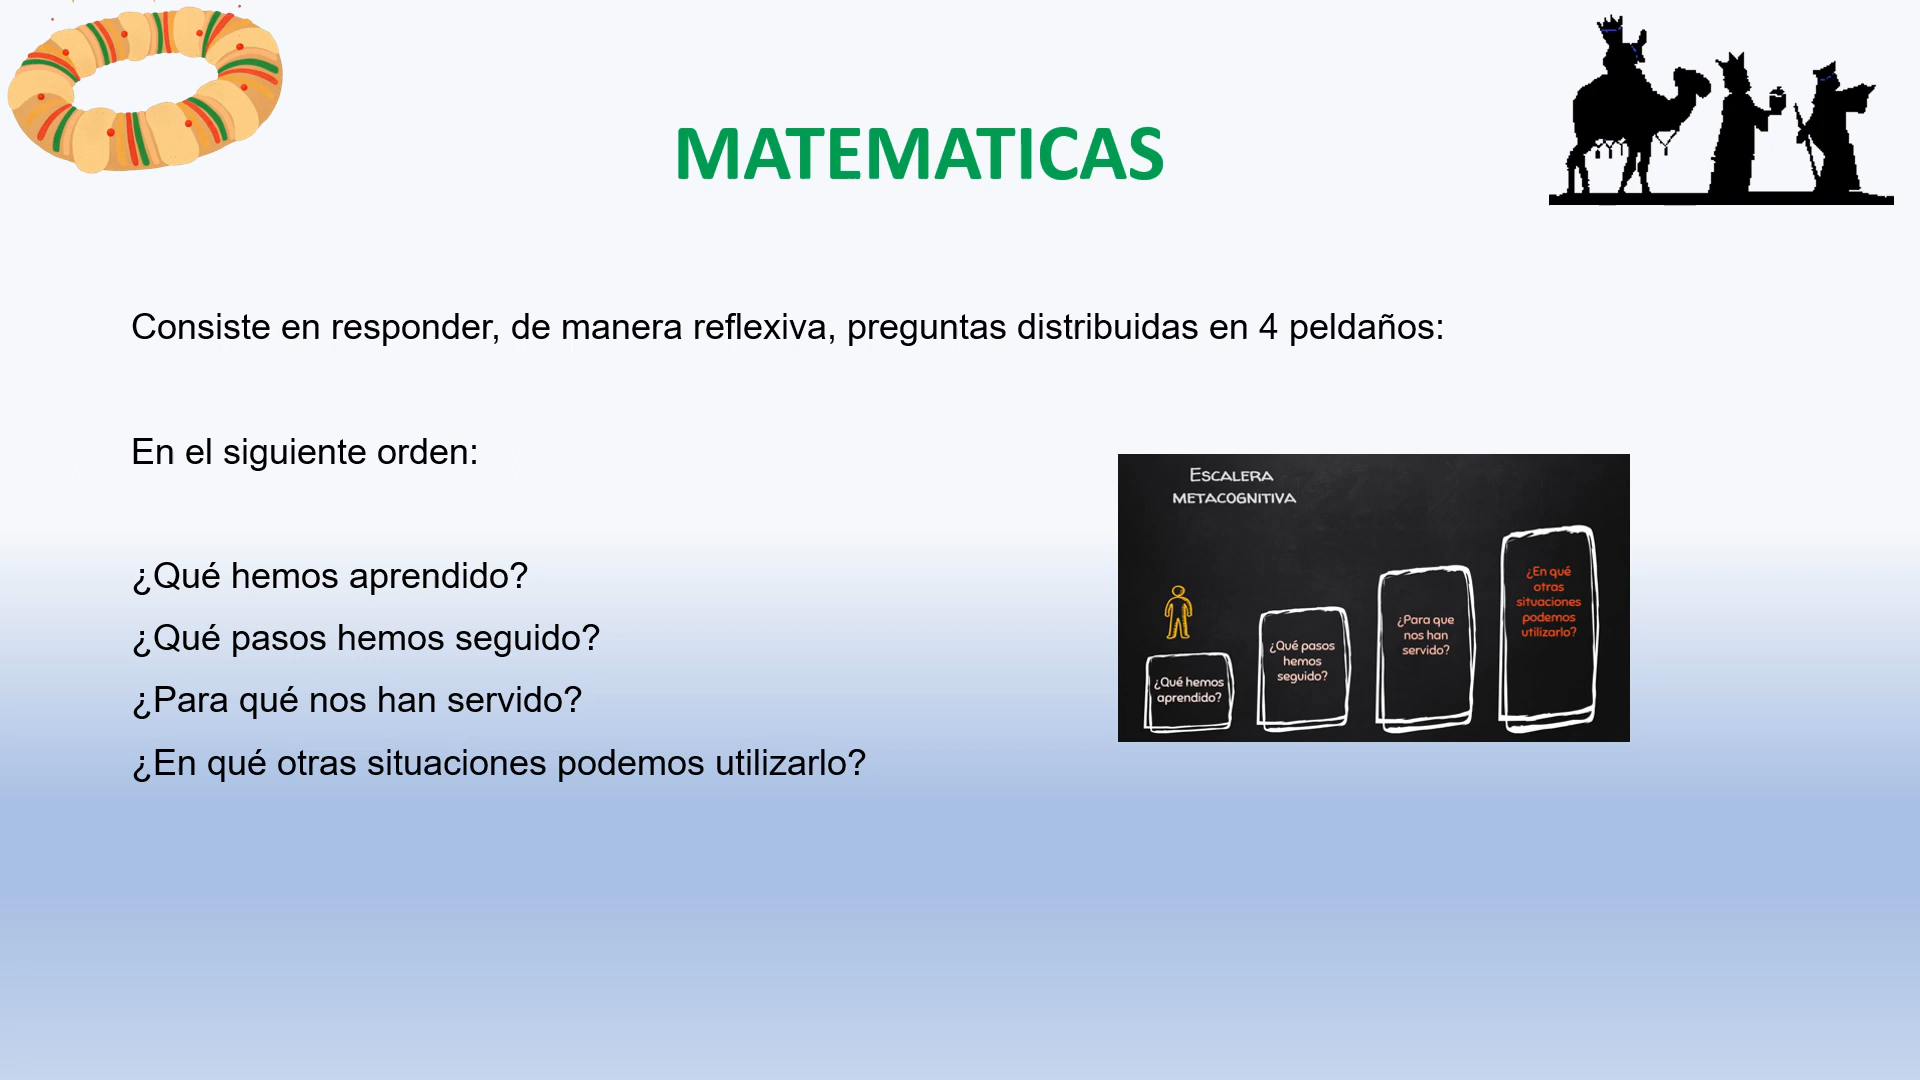 MATEMATICAS
Consiste en responder, de manera reflexiva, preguntas distribuidas en 4 peldaños:
En el siguiente orden:
¿Qué hemos aprendido?
¿Qué pasos hemos seguido?
¿Para qué nos han servido?
¿En qué otras situaciones podemos utilizarlo?
ESCALERA
METACOGNITIVA
¿Qué hemos
aprendido?
¿Qué pasos
hemos
seguido?
¿Para que
nos han
servido?
¿En qué
otras
situaciones
podemos
utilizarlo?